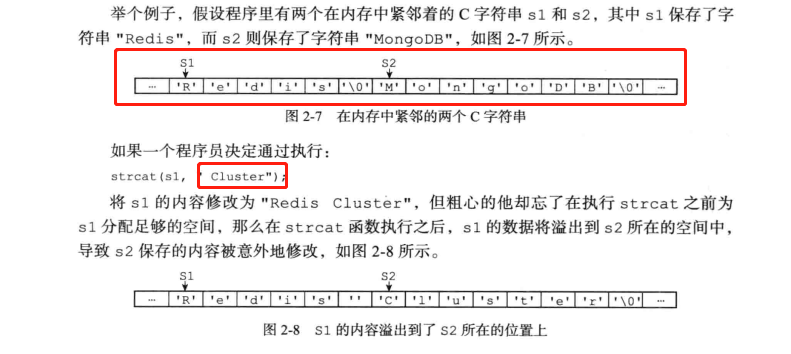 举个例子，假设程序里有两个在内存中紧邻着的 C 字符串 s1 和 s2，其中 s1 保存了字
符串 "Redis"，而 s2 则保存了字符串 "MongoDB"，如图 2-7 所示。
S1 S2
… 'R' 'e' 'd' 'i' 's' '\0' 'M' 'o' 'n' 'g' 'o' 'D' 'B' '\0' …
图 2-7 在内存中紧邻的两个 C 字符串
如果一个程序员决定通过执行：
strcat(s1, " Cluster");
将 s1 的内容修改为 "Redis Cluster"，但粗心的他却忘了在执行 strcat 之前为
s1 分配足够的空间，那么在 strcat 函数执行之后，s1 的数据将溢出到 s2 所在的空间中，
导致 s2 保存的内容被意外地修改，如图 2-8 所示。
S1 S2
… 'R' 'e' 'd' 'i' 's' ' ' 'C' 'l' 'u' 's' 't' 'e' 'r' '\0' …
图 2-8 S1 的内容溢出到了 S2 所在的位置上